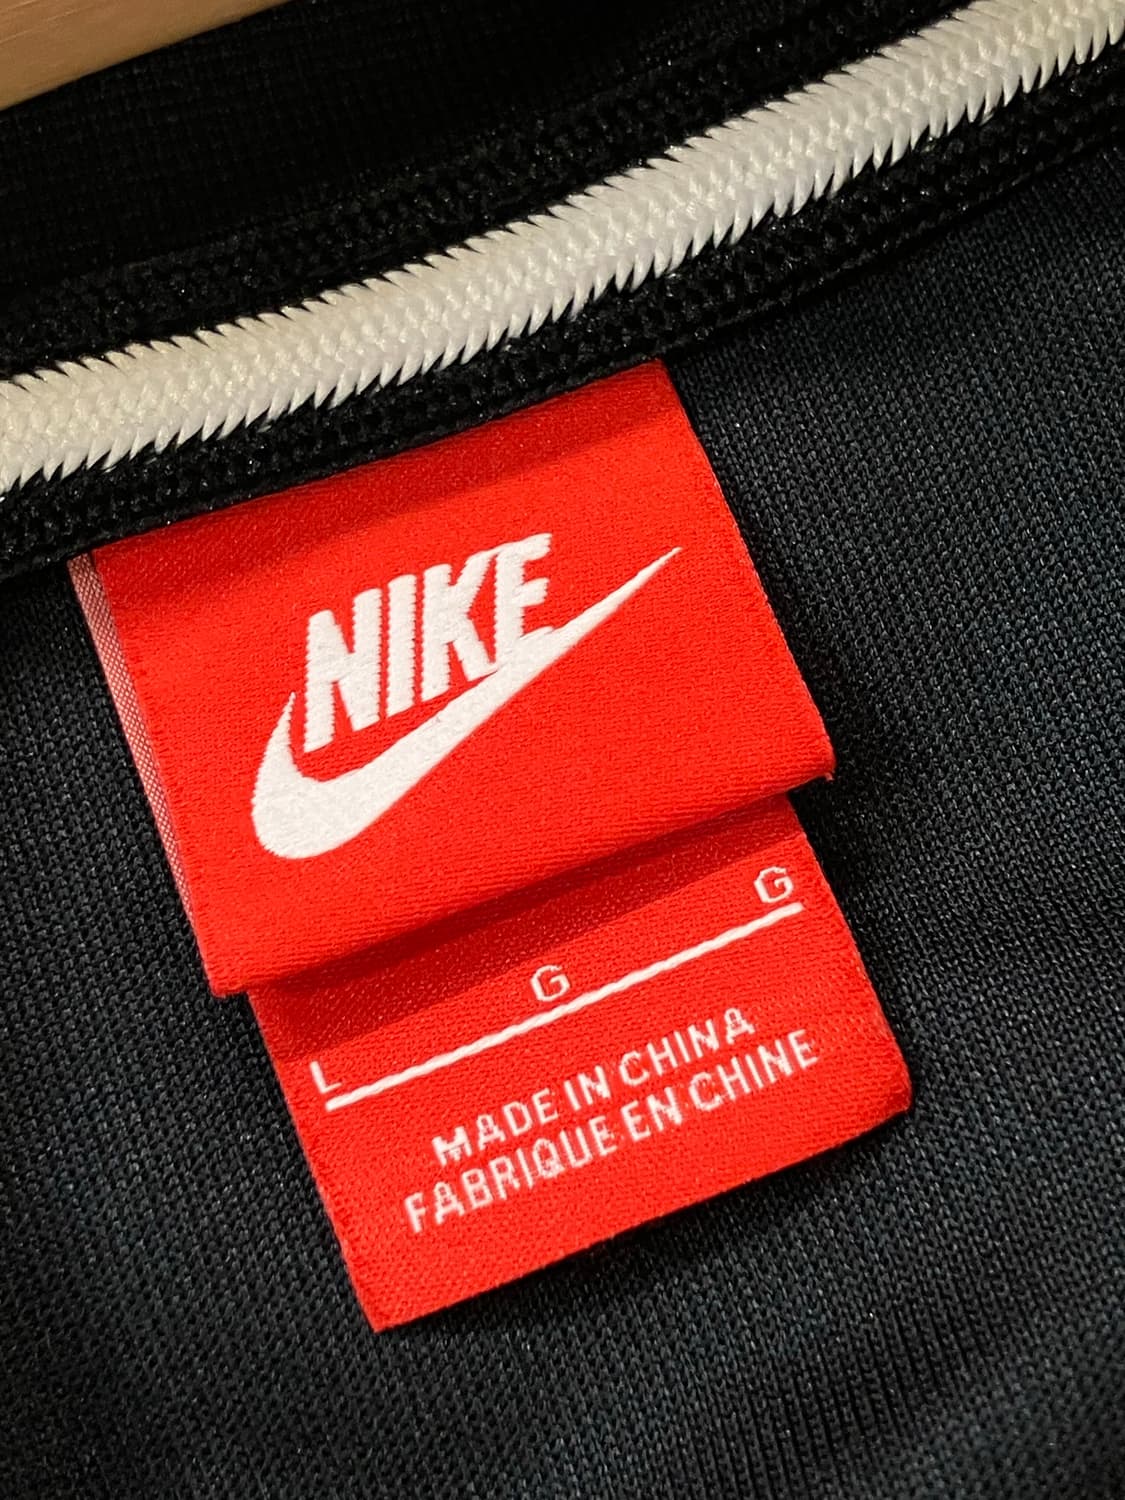 NIKE
L G G
MADE IN CHINA
FABRIQUE EN CHINE